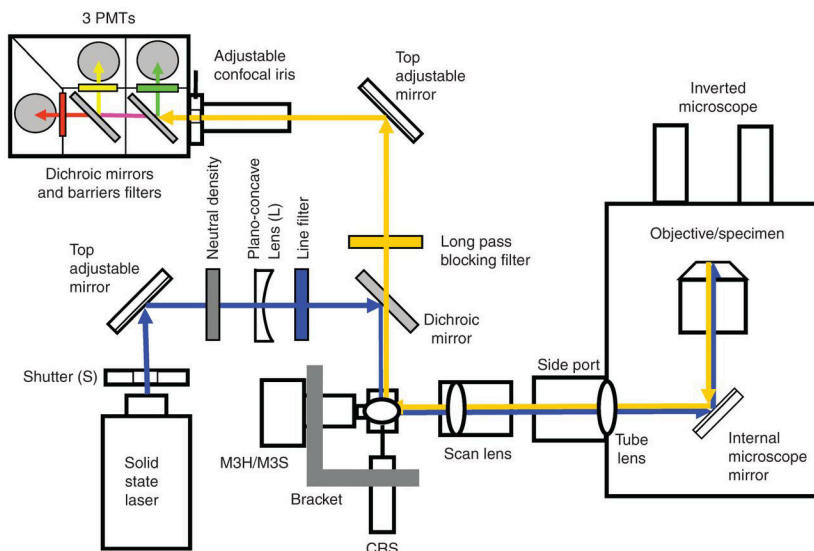 3 PMTs
Adjustable
confocal iris
Top
adjustable
mirror
Inverted
microscope
Dichroic mirrors
and barriers filters
Neutral density
Plano-concave
Lens (L)
Line filter
Long pass
blocking filter
Objective/specimen
Top
adjustable
mirror
Dichroic
mirror
Shutter (S)
Side port
Solid
state
laser
M3H/M3S
Bracket
Scan lens
Tube
lens
Internal
microscope
mirror
CRS